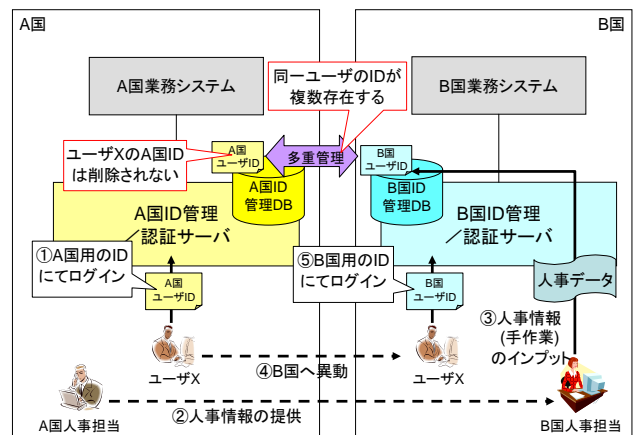 A国
B国
A国業務システム
同一ユーザのIDが
複数存在する
B国業務システム
ユーザXのA国ID
は削除されない
A国
ユーザID
多重管理
B国
ユーザID
A国ID
管理DB
B国ID
管理DB
A国ID管理
／認証サーバ
B国ID管理
／認証サーバ
①A国用のID
にてログイン
⑤B国用のID
にてログイン
A国
ユーザID
B国
ユーザID
人事データ
③人事情報
(手作業)
のインプット
ユーザX
④B国へ異動
ユーザX
②人事情報の提供
A国人事担当
B国人事担当